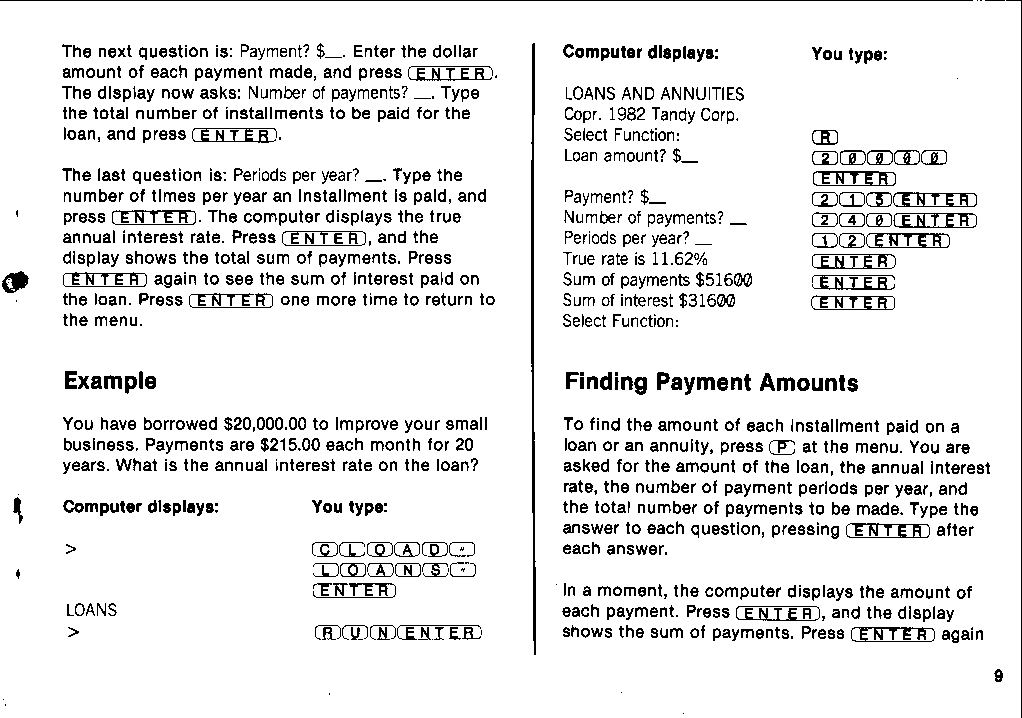 The next question is: Payment? $__. Enter the dollar
amount of each payment made, and press (ENTER).
The display now asks: Number of payments? __. Type
the total number of installments to be paid for the
loan, and press (ENTER).
The last question is: Periods per year? __. Type the
number of times per year an installment is paid, and
press (ENTER). The computer displays the true
annual interest rate. Press (ENTER), and the
display shows the total sum of payments. Press
(ENTER) again to see the sum of interest paid on
the loan. Press (ENTER) one more time to return to
the menu.
Example
You have borrowed $20,000.00 to improve your small
business. Payments are $215.00 each month for 20
years. What is the annual interest rate on the loan?
Computer displays: You type:
> (C)(L)(O)(A)(D)(")
(L)(O)(A)(N)(S)(")
(ENTER)
LOANS
> (R)(U)(N)(ENTER)
Computer displays: You type:
LOANS AND ANNUITIES
Copr. 1982 Tandy Corp.
Select Function: (R)
Loan amount? $__ (2)(0)(0)(0)(0)
(ENTER)
Payment? $__ (2)(1)(5)(ENTER)
Number of payments? __ (2)(4)(0)(ENTER)
Periods per year? __ (1)(2)(ENTER)
True rate is 11.62% (ENTER)
Sum of payments $51600 (ENTER)
Sum of interest $31600 (ENTER)
Select Function:
Finding Payment Amounts
To find the amount of each installment paid on a
loan or an annuity, press (P) at the menu. You are
asked for the amount of the loan, the annual interest
rate, the number of payment periods per year, and
the total number of payments to be made. Type the
answer to each question, pressing (ENTER) after
each answer.
In a moment, the computer displays the amount of
each payment. Press (ENTER), and the display
shows the sum of payments. Press (ENTER) again
9